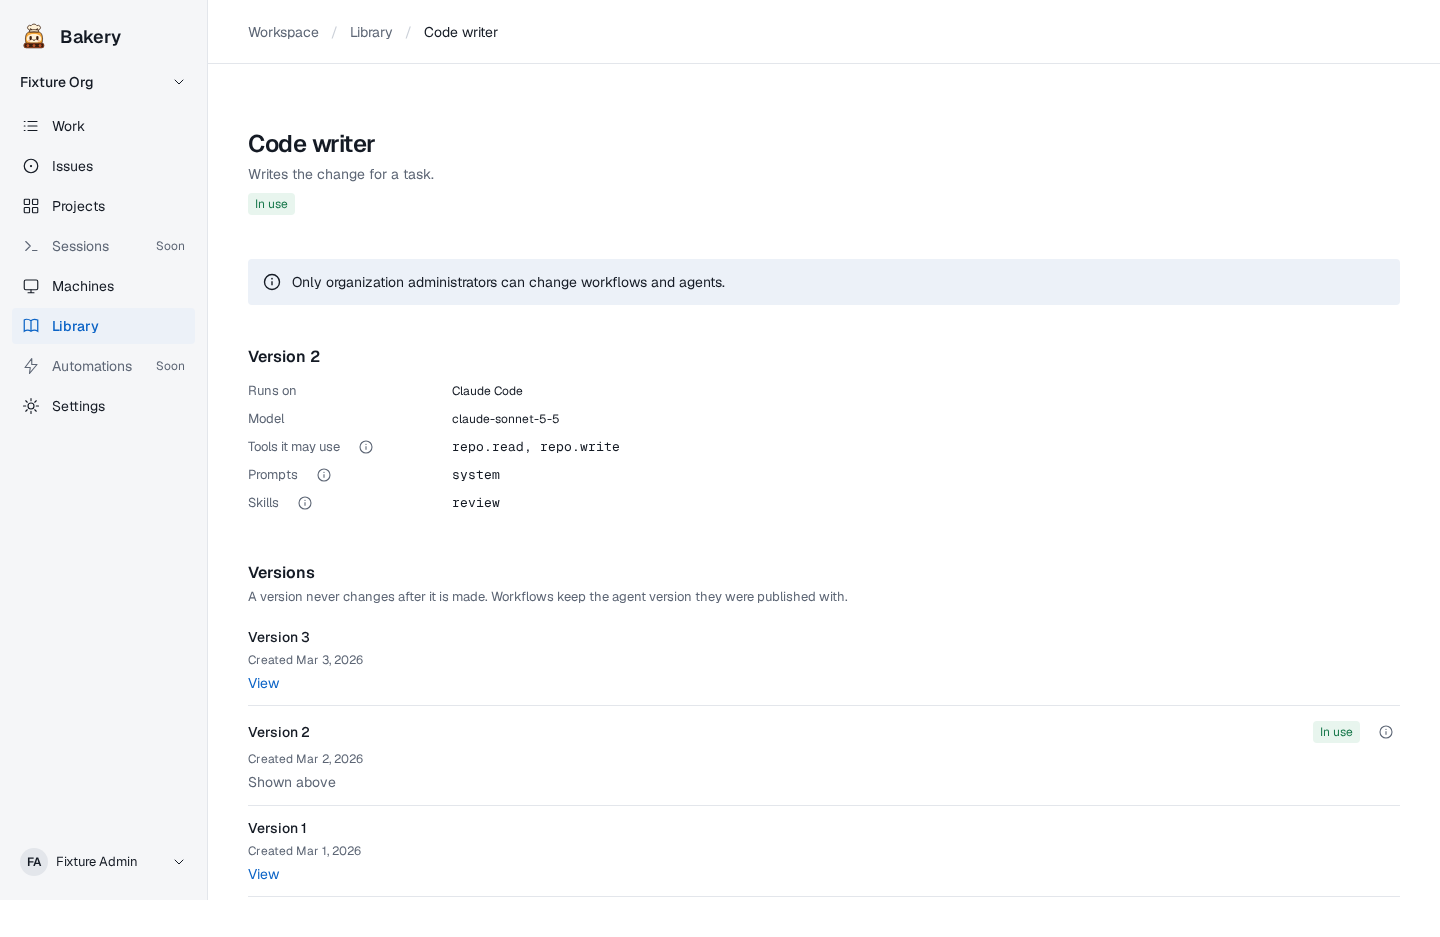 Bakery
Fixture Org
Work
Issues
Projects
Sessions Soon
Machines
Library
Automations Soon
Settings
FA Fixture Admin
Workspace / Library / Code writer
Code writer
Writes the change for a task.
In use
Only organization administrators can change workflows and agents.
Version 2
Runs on Claude Code
Model claude-sonnet-5-5
Tools it may use repo.read, repo.write
Prompts system
Skills review
Versions
A version never changes after it is made. Workflows keep the agent version they were published with.
Version 3
Created Mar 3, 2026
View
Version 2 In use
Created Mar 2, 2026
Shown above
Version 1
Created Mar 1, 2026
View